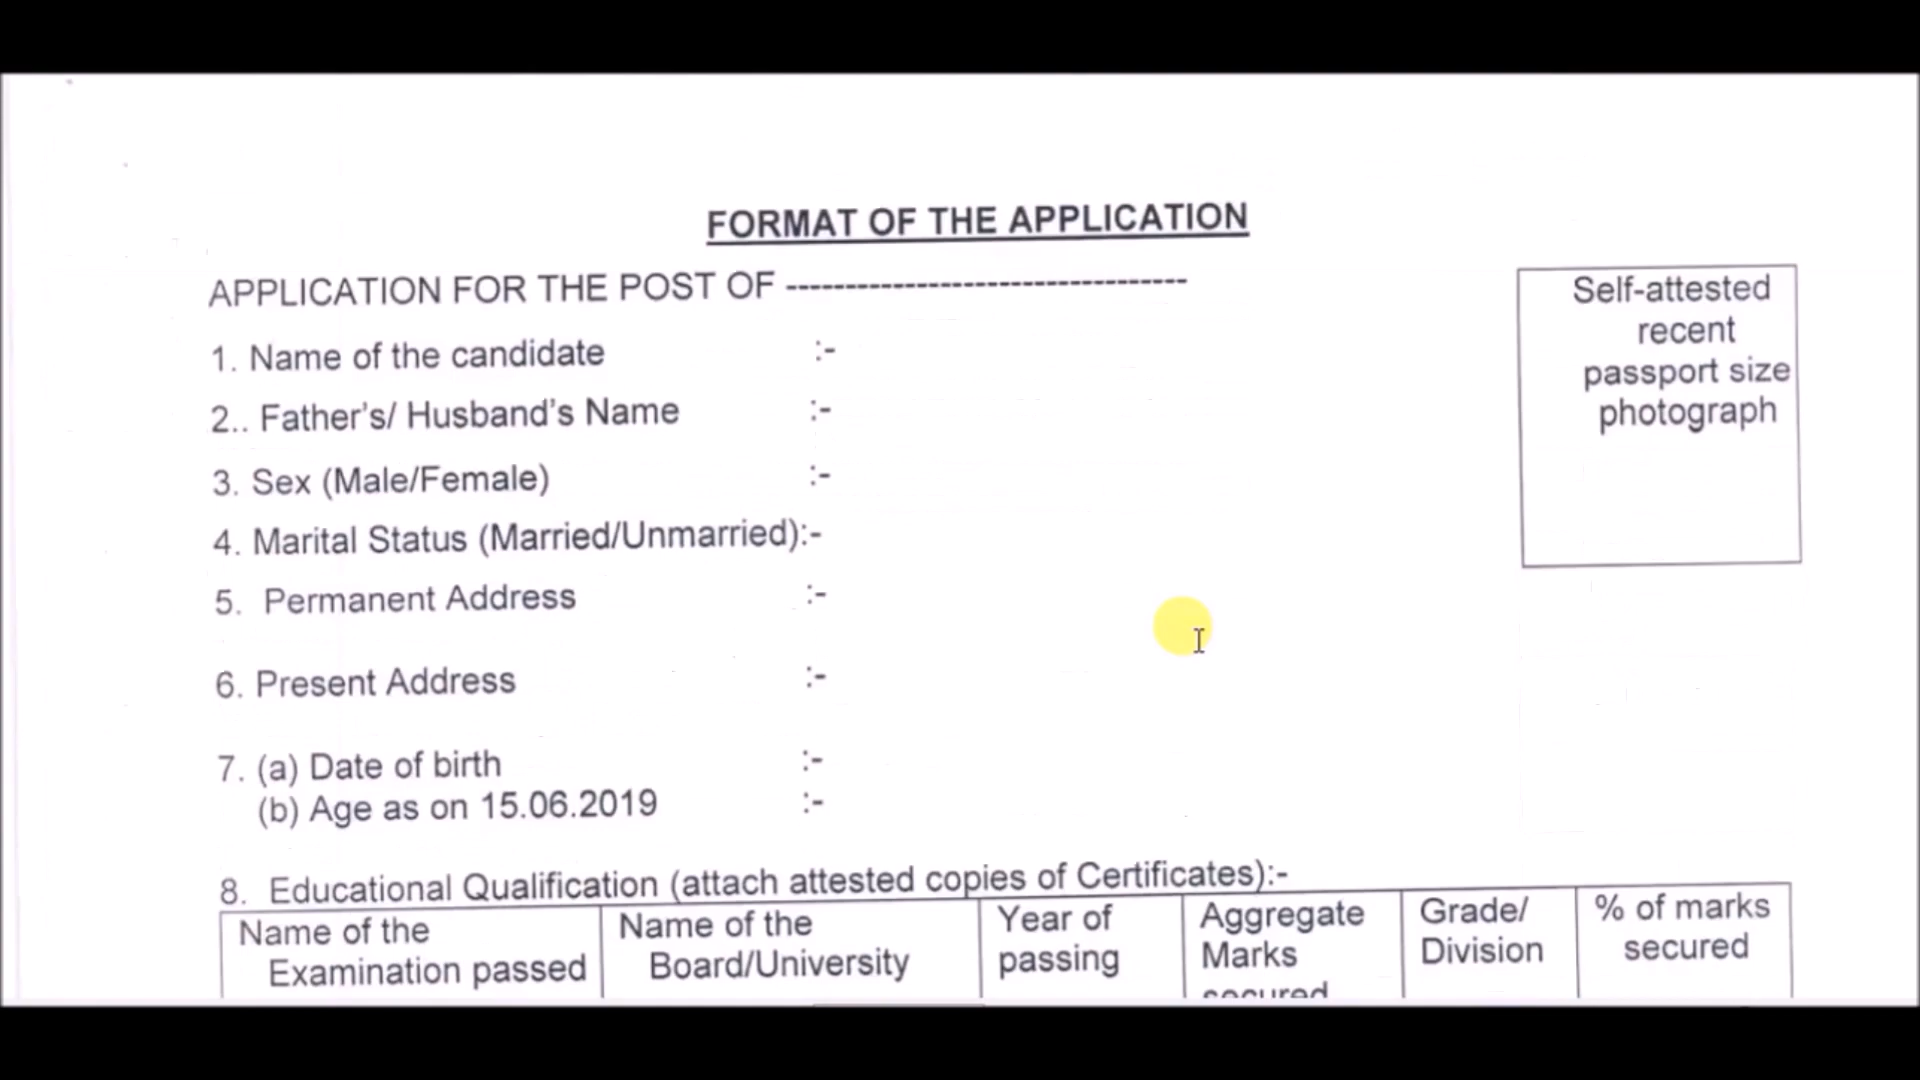 FORMAT OF THE APPLICATION
APPLICATION FOR THE POST OF ----------------------------------
Self-attested
recent
passport size
photograph
1. Name of the candidate :-
2.. Father's/ Husband's Name :-
3. Sex (Male/Female) :-
4. Marital Status (Married/Unmarried):-
5. Permanent Address :-
6. Present Address :-
7. (a) Date of birth :-
(b) Age as on 15.06.2019 :-
8. Educational Qualification (attach attested copies of Certificates):-
Name of the
Examination passed
Name of the
Board/University
Year of
passing
Aggregate
Marks
secured
Grade/
Division
% of marks
secured